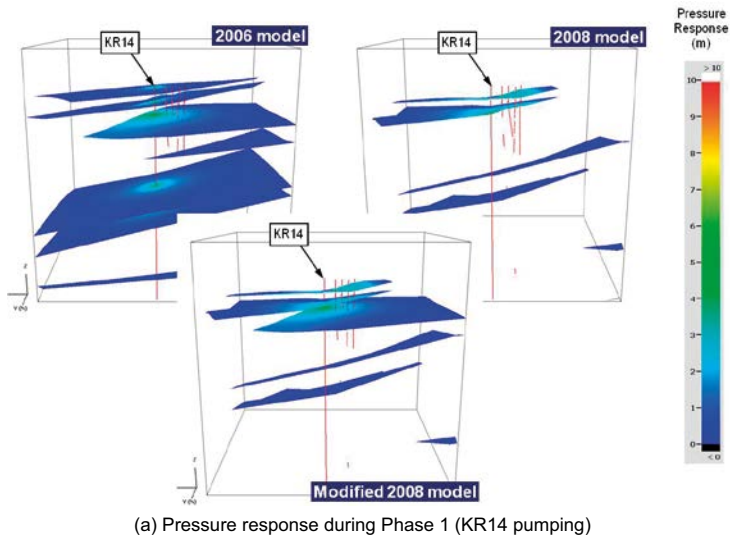 KR14
2006 model
KR14
2008 model
Pressure
Response
(m)
> 10
10
9
8
7
6
5
4
3
2
1
0
< 0
KR14
Modified 2008 model
(a) Pressure response during Phase 1 (KR14 pumping)